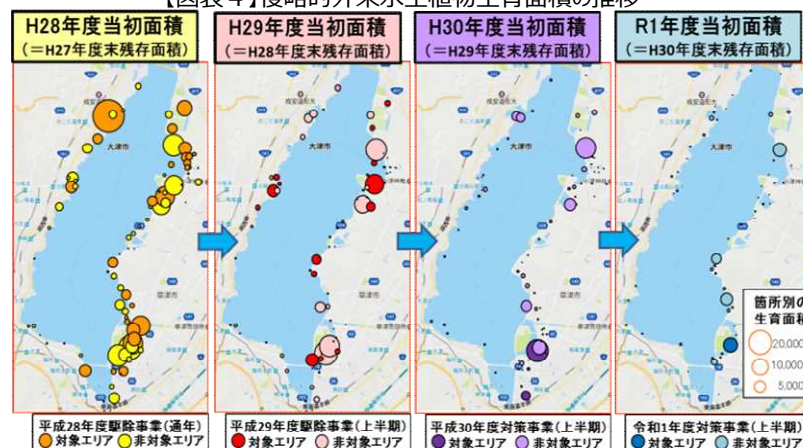 【図表４】侵略的外来水生植物生育面積の推移
H28年度当初面積
(＝H27年度末残存面積)
H29年度当初面積
(＝H28年度末残存面積)
H30年度当初面積
(＝H29年度末残存面積)
R1年度当初面積
(＝H30年度末残存面積)
大津市
大津市
大津市
大津市
草津市
草津市
草津市
草津市
箇所別の
生育面積
20,000
10,000
5,000
平成28年度駆除事業(通年)
対象エリア 非対象エリア
平成29年度駆除事業(上半期)
対象エリア 非対象エリア
平成30年度対策事業(上半期)
対象エリア 非対象エリア
令和1年度対策事業(上半期)
対象エリア 非対象エリア